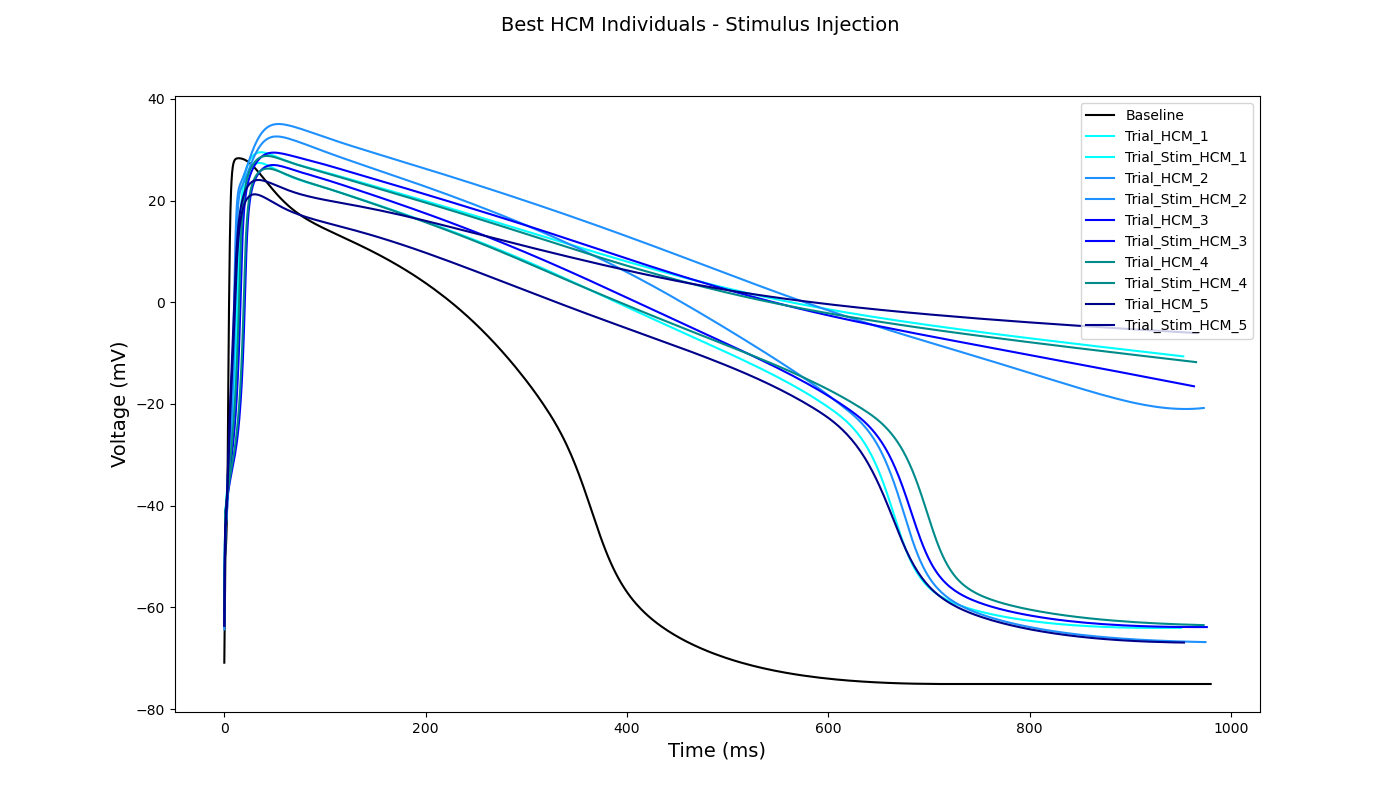 Best HCM Individuals - Stimulus Injection
40
20
0
−20
−40
−60
−80
Voltage (mV)
Baseline
Trial_HCM_1
Trial_Stim_HCM_1
Trial_HCM_2
Trial_Stim_HCM_2
Trial_HCM_3
Trial_Stim_HCM_3
Trial_HCM_4
Trial_Stim_HCM_4
Trial_HCM_5
Trial_Stim_HCM_5
0 200 400 600 800 1000
Time (ms)